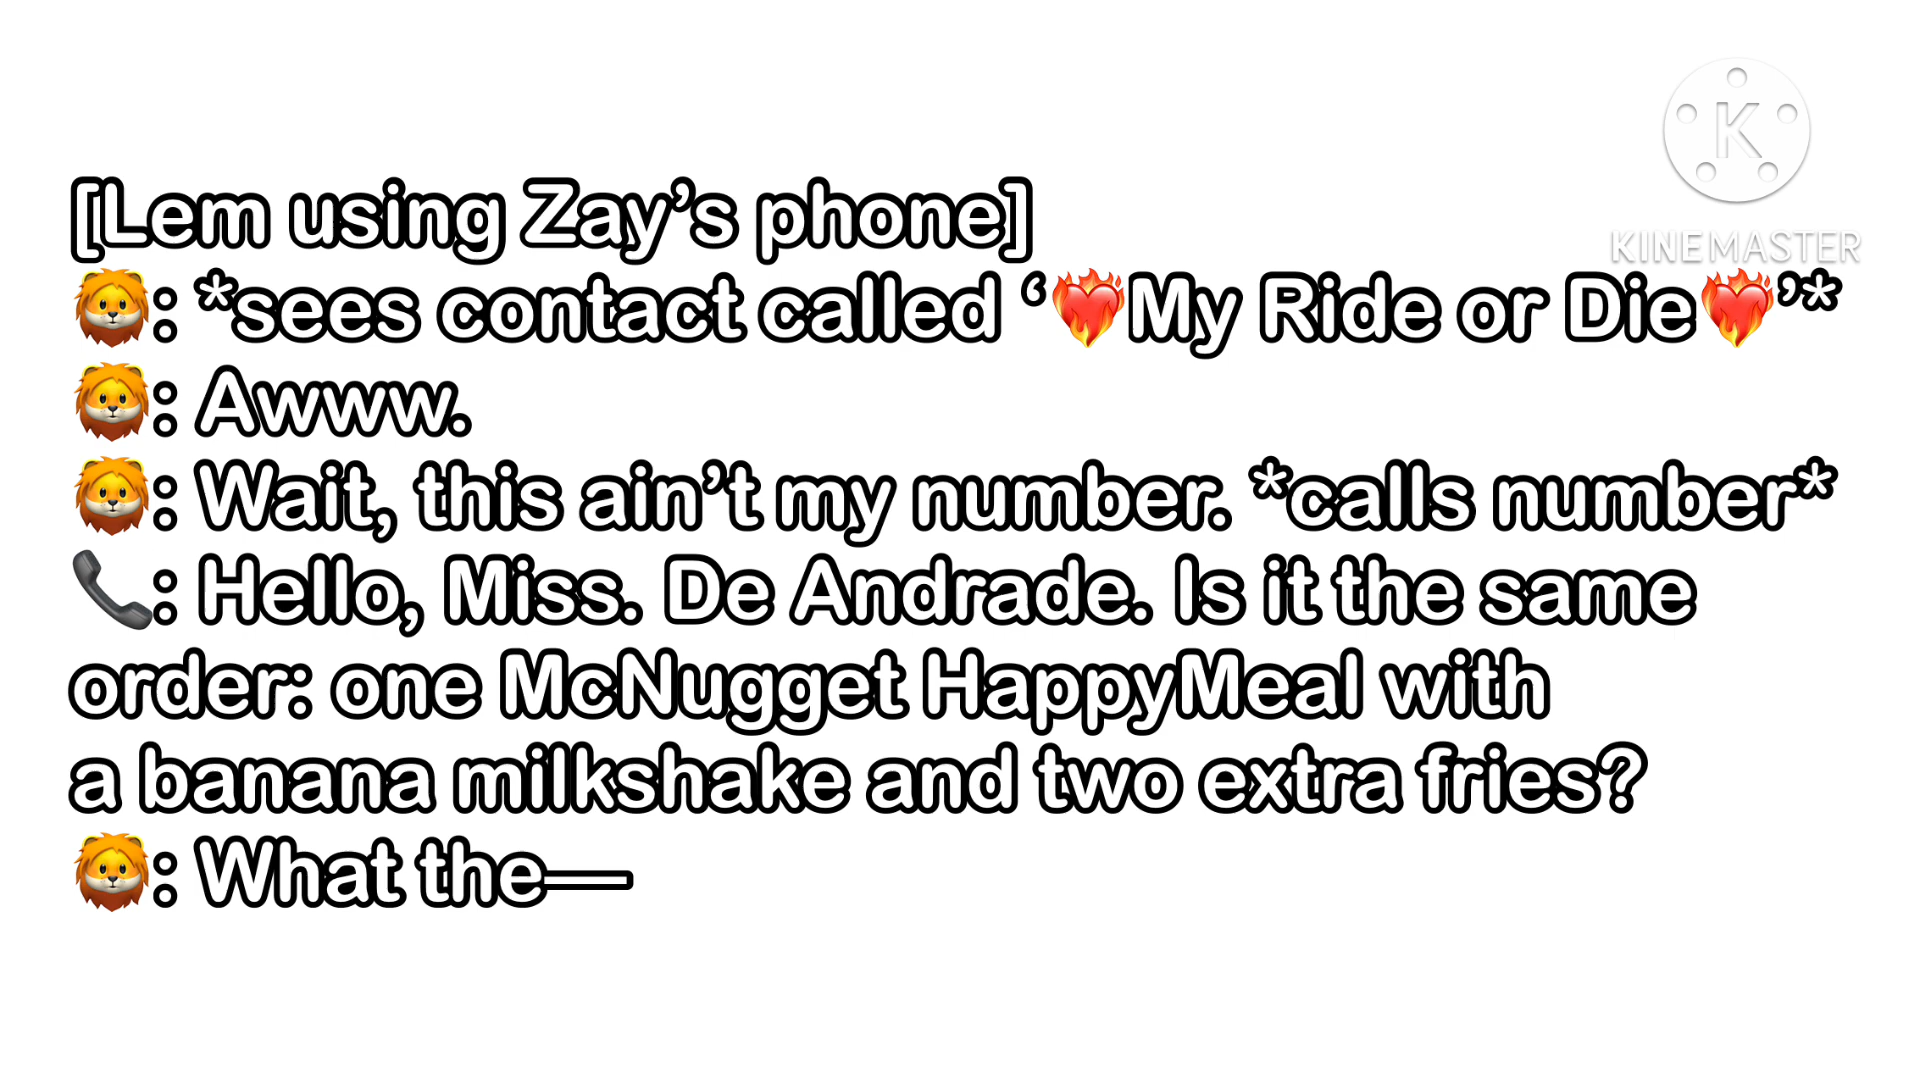 [Lem using Zay’s phone]
🦁: *sees contact called ‘❤️‍🔥My Ride or Die❤️‍🔥’*
🦁: Awww.
🦁: Wait, this ain’t my number. *calls number*
📞: Hello, Miss. De Andrade. Is it the same
order: one McNugget HappyMeal with
a banana milkshake and two extra fries?
🦁: What the—
K
KINEMASTER